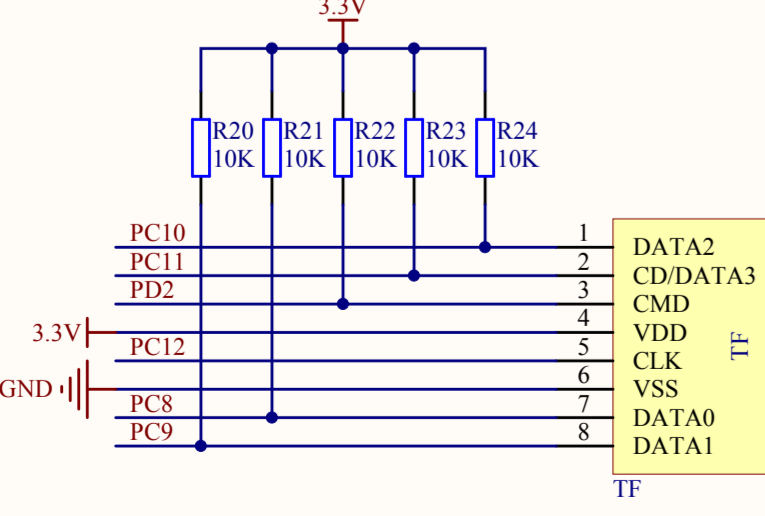 3.3V
R20 R21 R22 R23 R24
10K 10K 10K 10K 10K
PC10 1 DATA2
PC11 2 CD/DATA3
PD2 3 CMD
3.3V 4 VDD
PC12 5 CLK
TF
GND 6 VSS
PC8 7 DATA0
PC9 8 DATA1
TF